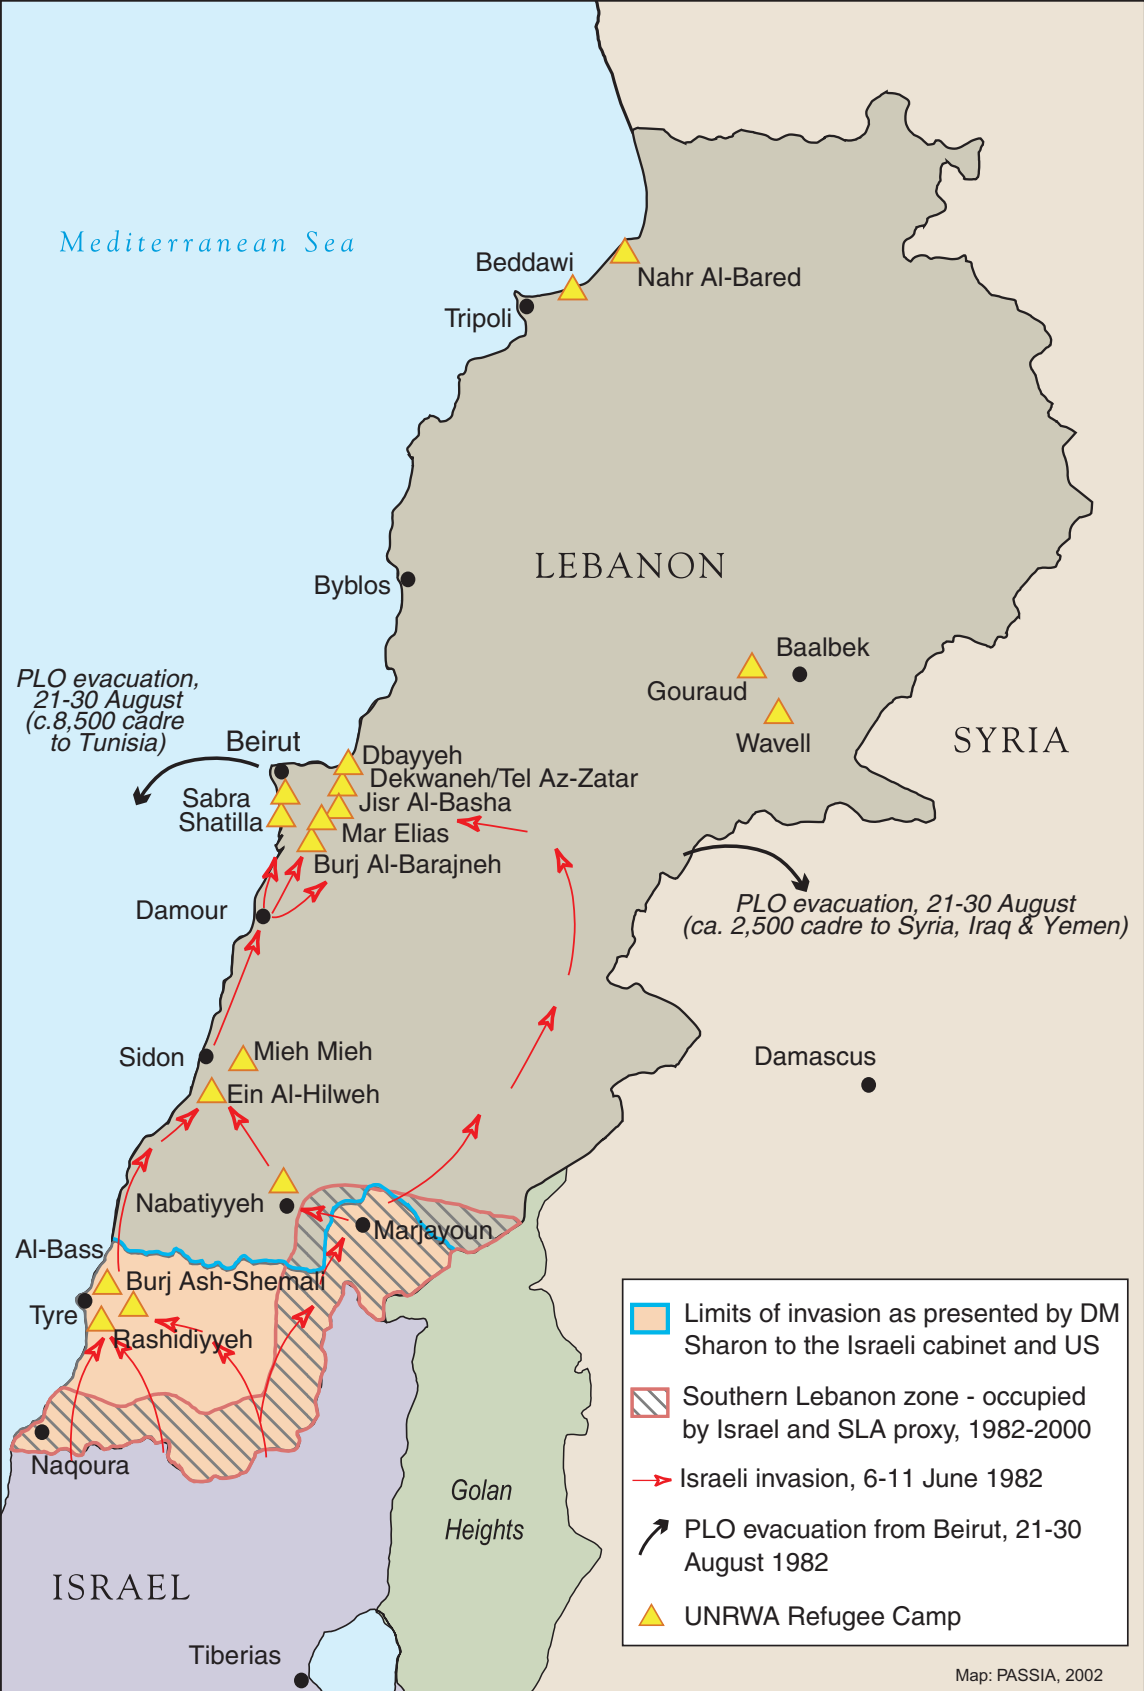 Mediterranean Sea
Beddawi
Nahr Al-Bared
Tripoli
LEBANON
Byblos
Baalbek
Gouraud
Wavell
SYRIA
PLO evacuation,
21-30 August
(c.8,500 cadre
to Tunisia)
Beirut
Dbayyeh
Dekwaneh/Tel Az-Zatar
Sabra
Jisr Al-Basha
Shatilla
Mar Elias
Burj Al-Barajneh
PLO evacuation, 21-30 August
(ca. 2,500 cadre to Syria, Iraq & Yemen)
Damour
Sidon
Mieh Mieh
Damascus
Ein Al-Hilweh
Nabatiyyeh
Marjayoun
Al-Bass
Burj Ash-Shemali
Tyre
Rashidiyyeh
Naqoura
Golan
Heights
ISRAEL
Tiberias
Limits of invasion as presented by DM
Sharon to the Israeli cabinet and US
Southern Lebanon zone - occupied
by Israel and SLA proxy, 1982-2000
Israeli invasion, 6-11 June 1982
PLO evacuation from Beirut, 21-30
August 1982
UNRWA Refugee Camp
Map: PASSIA, 2002